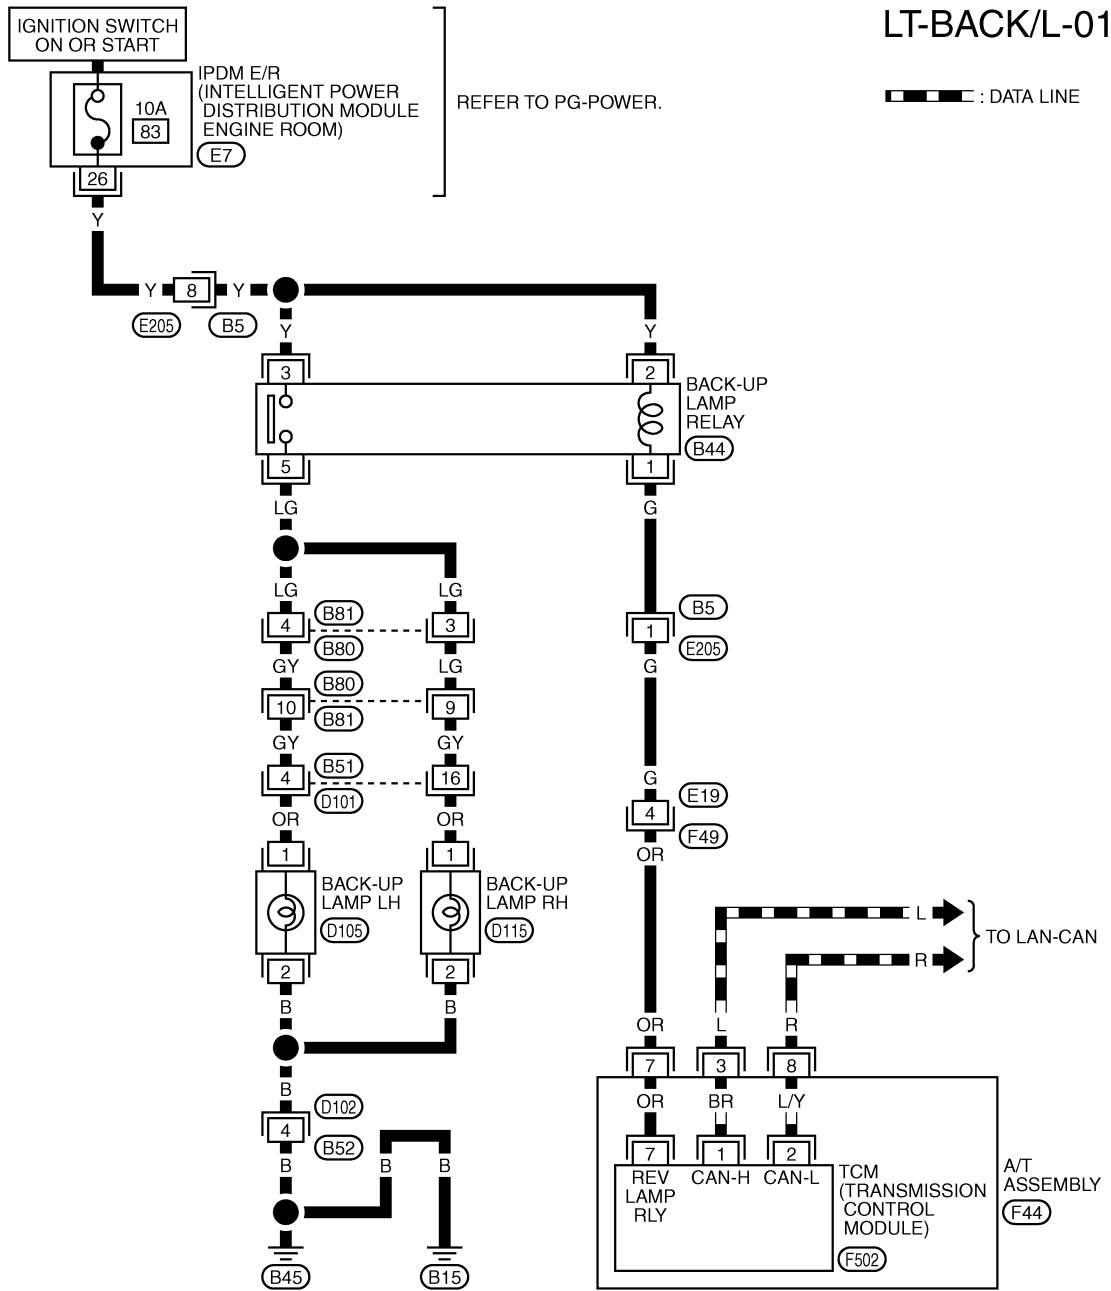 LT-BACK/L-01
IGNITION SWITCH
ON OR START
IPDM E/R
(INTELLIGENT POWER
DISTRIBUTION MODULE
ENGINE ROOM)
E7
10A
83
26
REFER TO PG-POWER.
: DATA LINE
Y
Y 8 Y
E205 B5
Y Y
3 2
BACK-UP
LAMP
RELAY
B44
5 1
LG G
LG LG
B81
4 3
B80
B5
1
E205
GY LG G
B80
10 9
B81
GY GY G
B51
4 16
D101
E19
4
F49
OR OR OR
1 1
BACK-UP
LAMP LH
D105
BACK-UP
LAMP RH
D115
2 2
B B
L
R
TO LAN-CAN
OR L R
7 3 8
OR BR L/Y
7 1 2
REV
LAMP
RLY
CAN-H CAN-L
TCM
(TRANSMISSION
CONTROL
MODULE)
F502
A/T
ASSEMBLY
F44
B
D102
4
B52
B B B
B45 B15